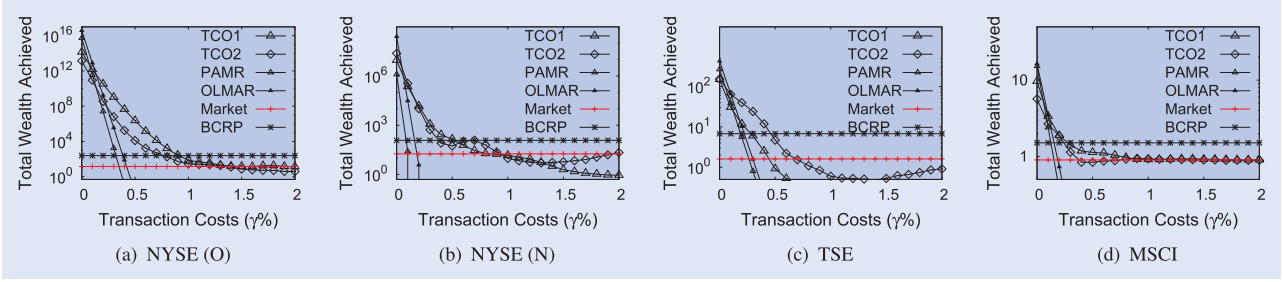 Total Wealth Achieved
10^16
10^12
10^8
10^4
10^0
TCO1
TCO2
PAMR
OLMAR
Market
BCRP
0 0.5 1 1.5 2
Transaction Costs (γ%)
(a) NYSE (O)
Total Wealth Achieved
10^6
10^3
10^0
TCO1
TCO2
PAMR
OLMAR
Market
BCRP
0 0.5 1 1.5 2
Transaction Costs (γ%)
(b) NYSE (N)
Total Wealth Achieved
10^2
10^1
10^0
TCO1
TCO2
PAMR
OLMAR
Market
BCRP
0 0.5 1 1.5 2
Transaction Costs (γ%)
(c) TSE
Total Wealth Achieved
10
1
TCO1
TCO2
PAMR
OLMAR
Market
BCRP
0 0.5 1 1.5 2
Transaction Costs (γ%)
(d) MSCI